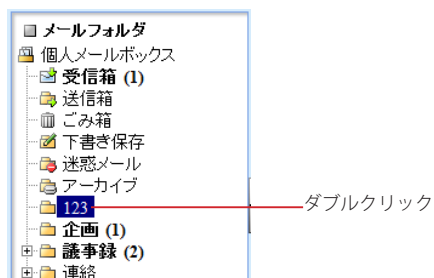 メールフォルダ
個人メールボックス
受信箱 (1)
送信箱
ごみ箱
下書き保存
迷惑メール
アーカイブ
123
ダブルクリック
企画 (1)
議事録 (2)
連絡